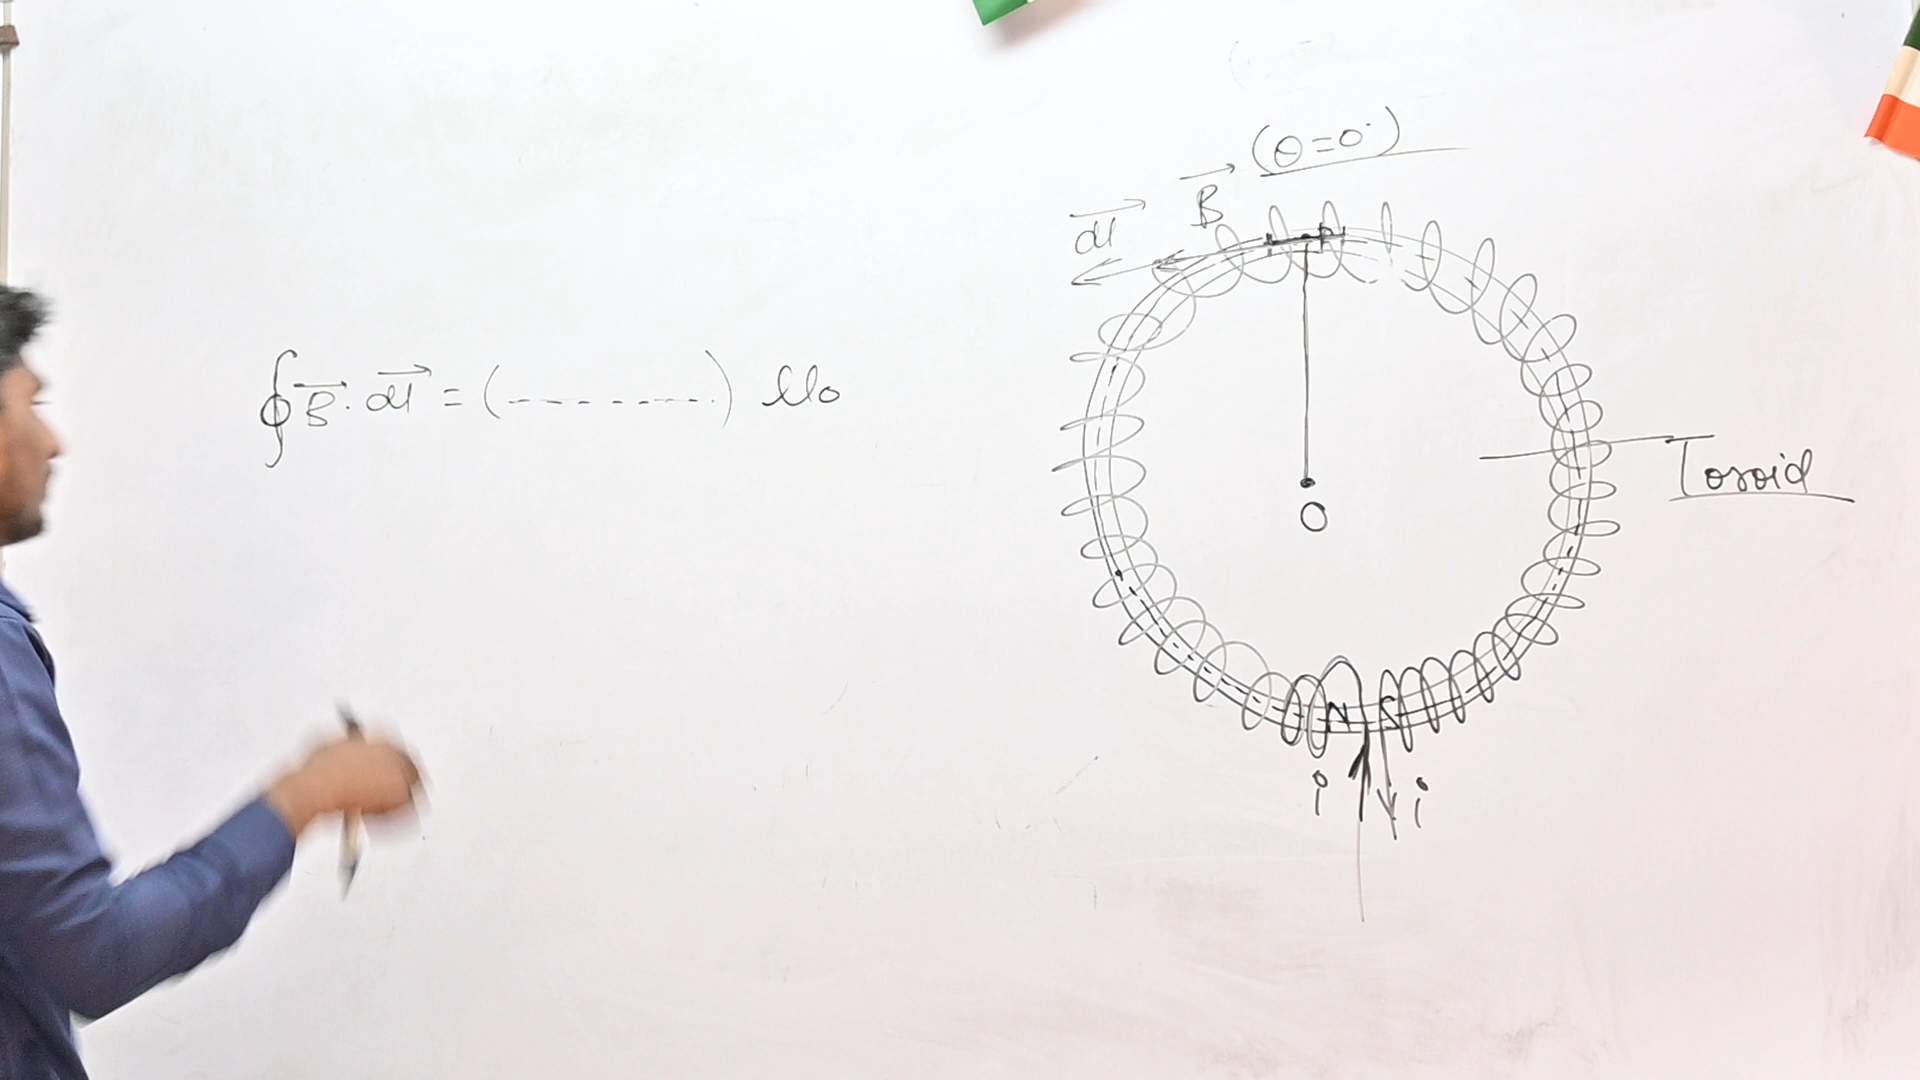 (θ=0°)
B⃗
dl⃗
∮B⃗. dl⃗ = (---------) μ₀
Toroid
O
N S
i i